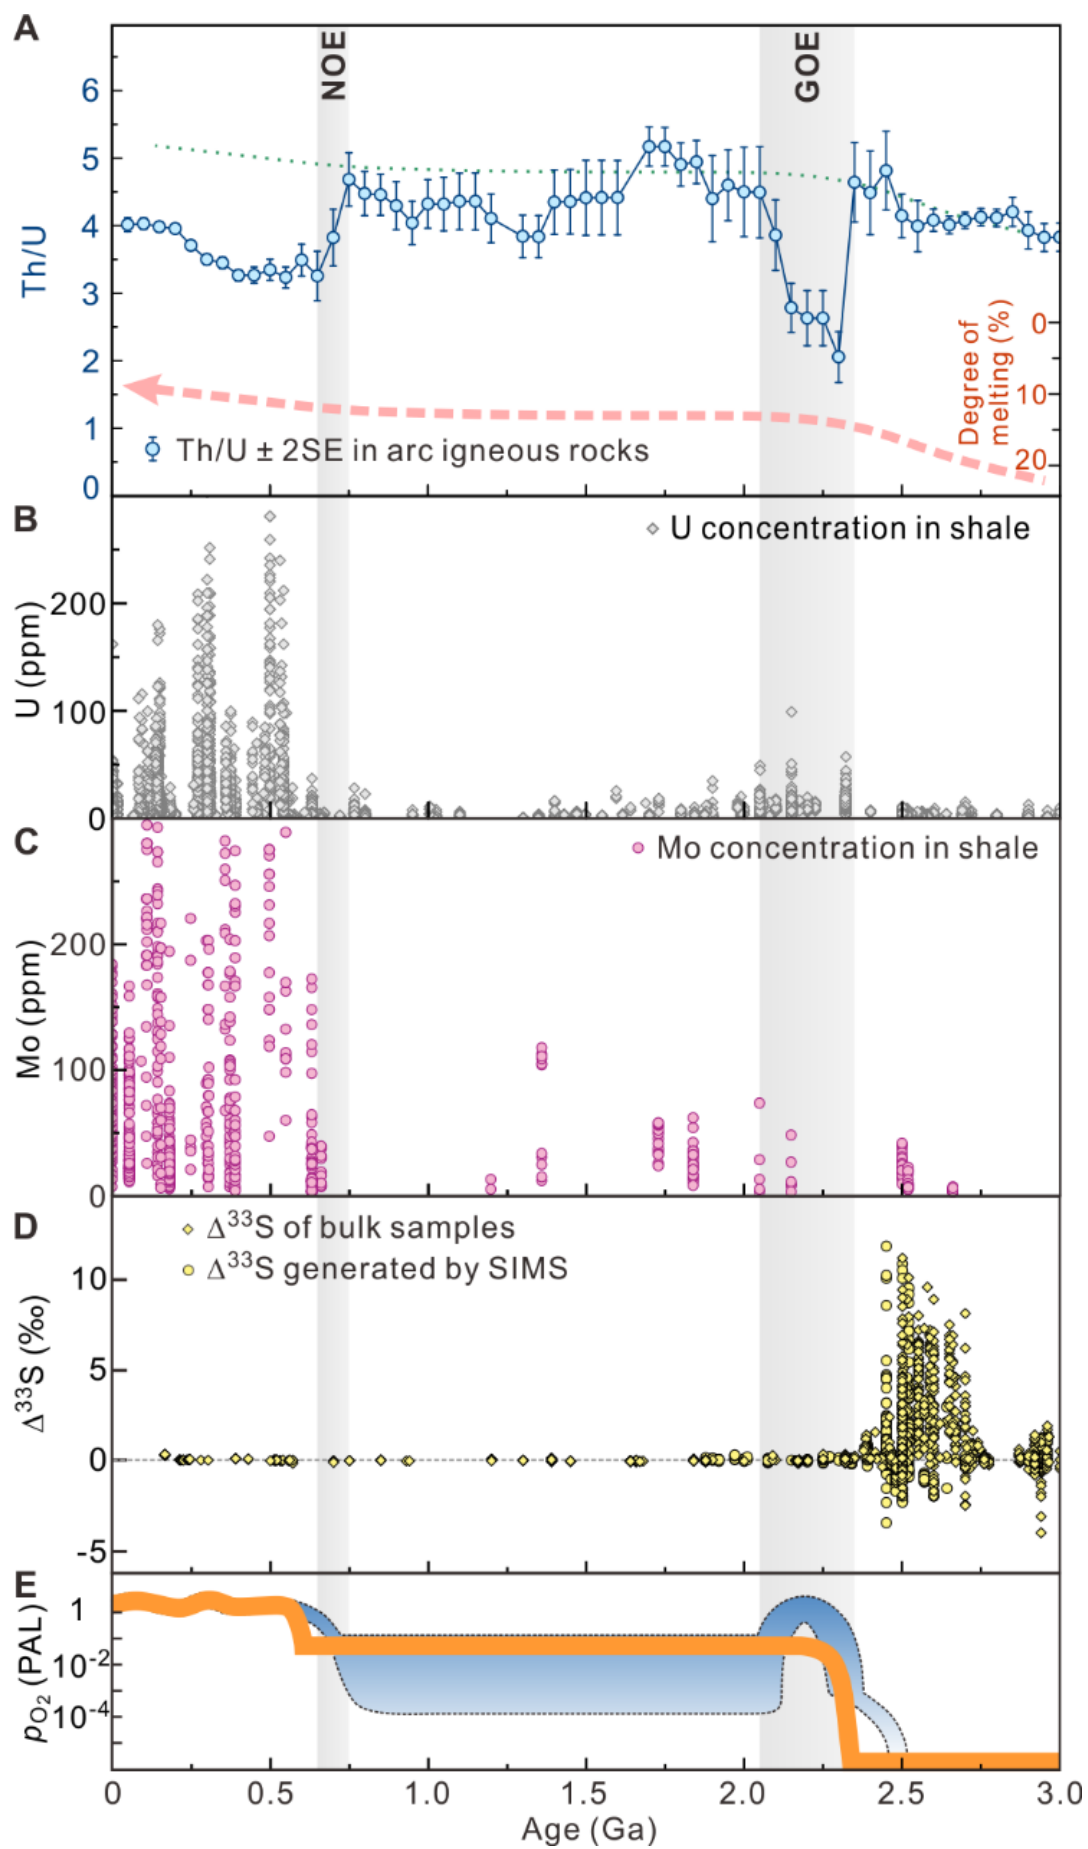 A
NOE
GOE
Th/U
6
5
4
3
2
1
0
Degree of
melting (%)
0
10
20
Th/U ± 2SE in arc igneous rocks
B
U concentration in shale
U (ppm)
200
100
0
C
Mo concentration in shale
Mo (ppm)
200
100
0
D
Δ³³S of bulk samples
Δ³³S generated by SIMS
Δ³³S (‰)
10
5
0
-5
E
pO₂ (PAL)
1
10⁻²
10⁻⁴
0 0.5 1.0 1.5 2.0 2.5 3.0
Age (Ga)